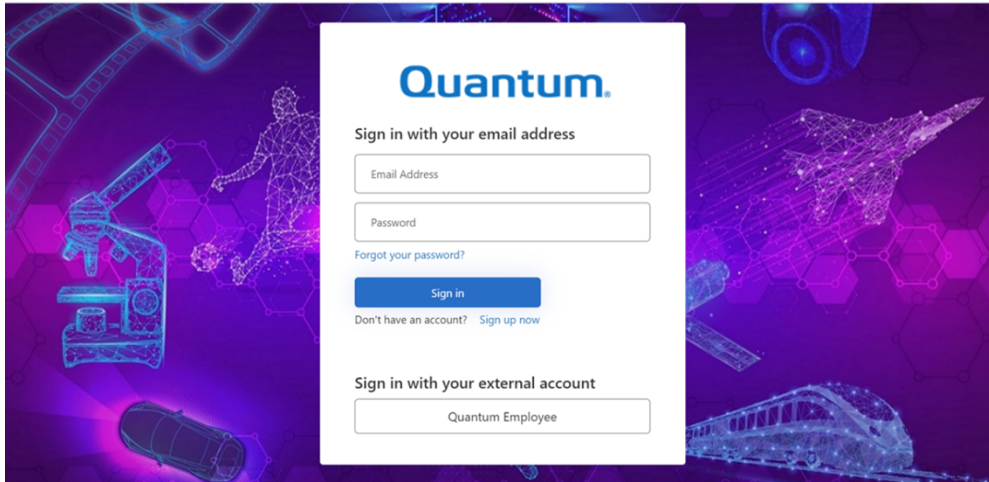 Quantum.
Sign in with your email address
Email Address
Password
Forgot your password?
Sign in
Don't have an account? Sign up now
Sign in with your external account
Quantum Employee